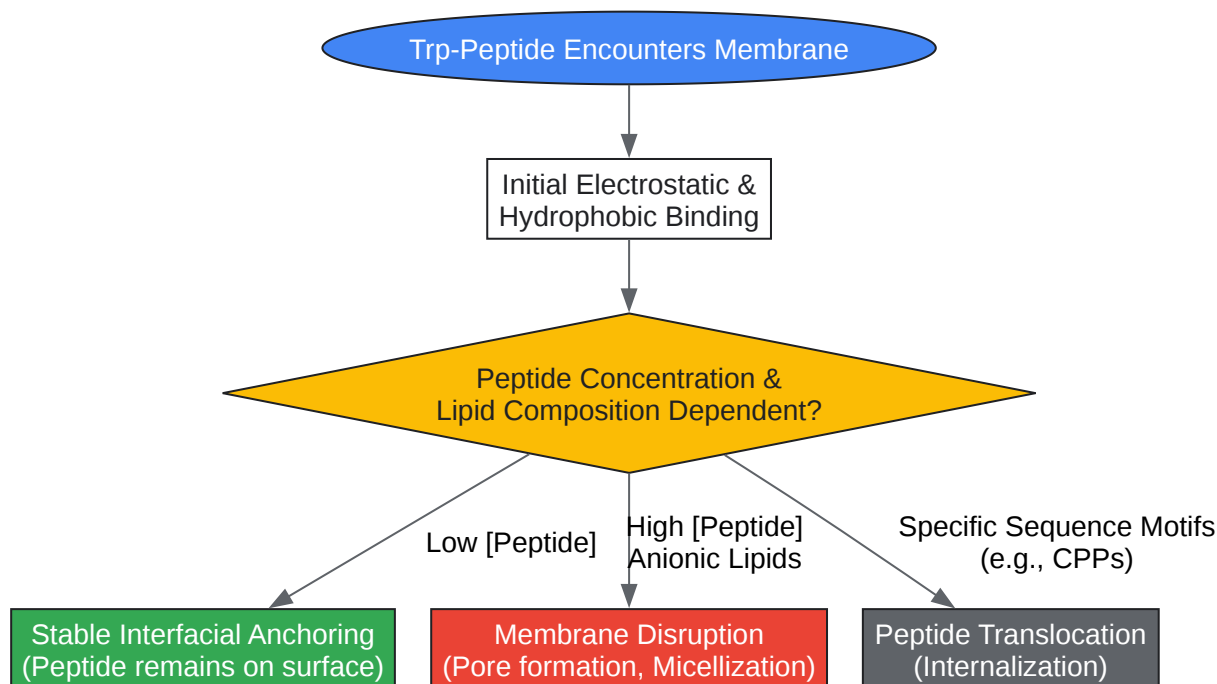 Trp-Peptide Encounters Membrane
Initial Electrostatic &
Hydrophobic Binding
Peptide Concentration &
Lipid Composition Dependent?
Low [Peptide]
High [Peptide]
Anionic Lipids
Specific Sequence Motifs
(e.g., CPPs)
Stable Interfacial Anchoring
(Peptide remains on surface)
Membrane Disruption
(Pore formation, Micellization)
Peptide Translocation
(Internalization)